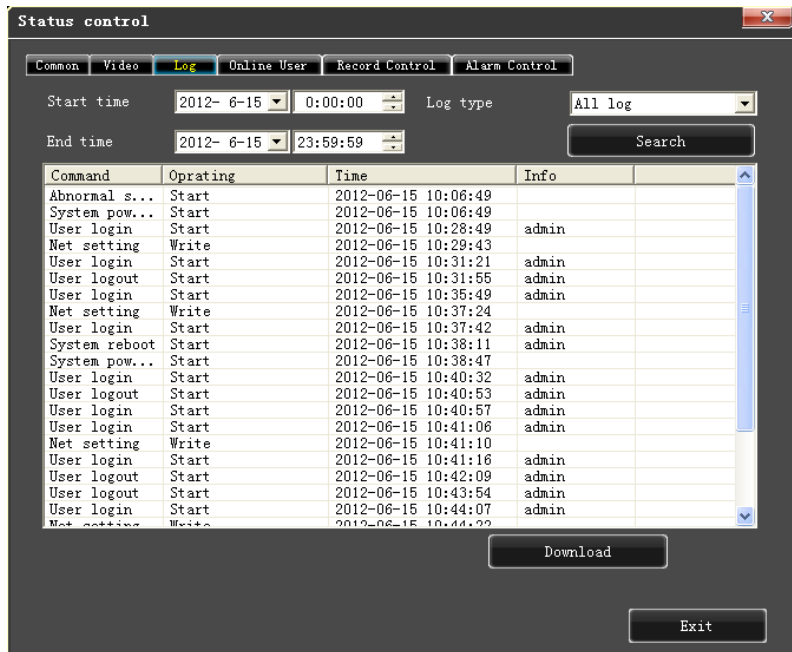 Status control
Common Video Log Online User Record Control Alarm Control
Start time 2012- 6-15 0:00:00 Log type All log
End time 2012- 6-15 23:59:59 Search
Command Oprating Time Info
Abnormal s... Start 2012-06-15 10:06:49
System pow... Start 2012-06-15 10:06:49
User login Start 2012-06-15 10:28:49 admin
Net setting Write 2012-06-15 10:29:43
User login Start 2012-06-15 10:31:21 admin
User logout Start 2012-06-15 10:31:55 admin
User login Start 2012-06-15 10:35:49 admin
Net setting Write 2012-06-15 10:37:24
User login Start 2012-06-15 10:37:42 admin
System reboot Start 2012-06-15 10:38:11 admin
System pow... Start 2012-06-15 10:38:47
User login Start 2012-06-15 10:40:32 admin
User logout Start 2012-06-15 10:40:53 admin
User login Start 2012-06-15 10:40:57 admin
User login Start 2012-06-15 10:41:06 admin
Net setting Write 2012-06-15 10:41:10
User login Start 2012-06-15 10:41:16 admin
User logout Start 2012-06-15 10:42:09 admin
User logout Start 2012-06-15 10:43:54 admin
User login Start 2012-06-15 10:44:07 admin
Net setting Write 2012-06-15 10:44:22
Download
Exit